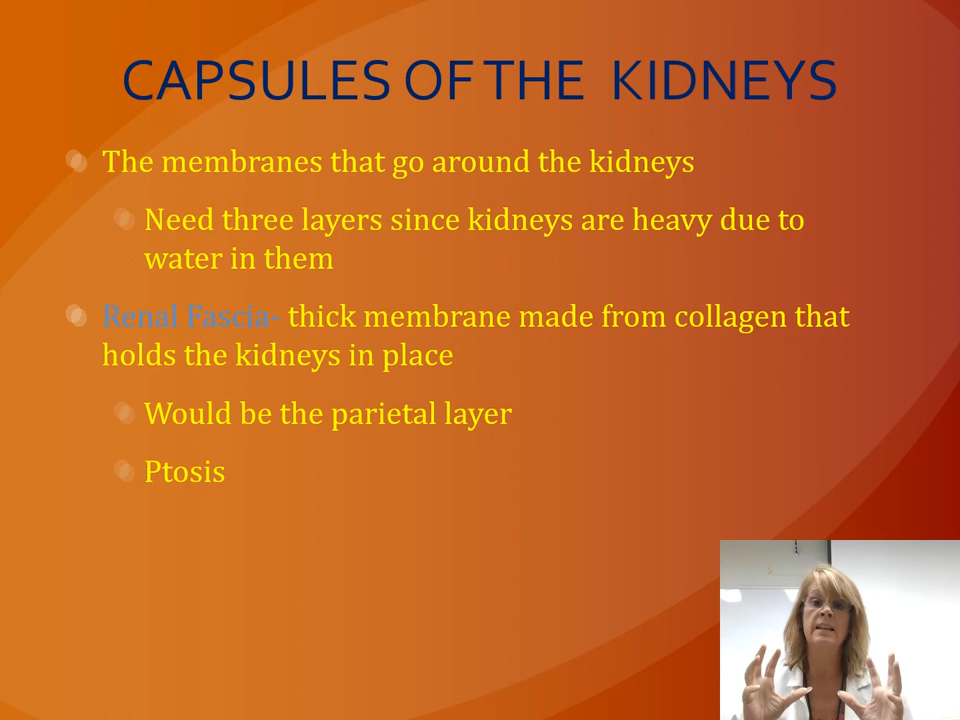 CAPSULES OF THE KIDNEYS
The membranes that go around the kidneys
Need three layers since kidneys are heavy due to
water in them
Renal Fascia- thick membrane made from collagen that
holds the kidneys in place
Would be the parietal layer
Ptosis